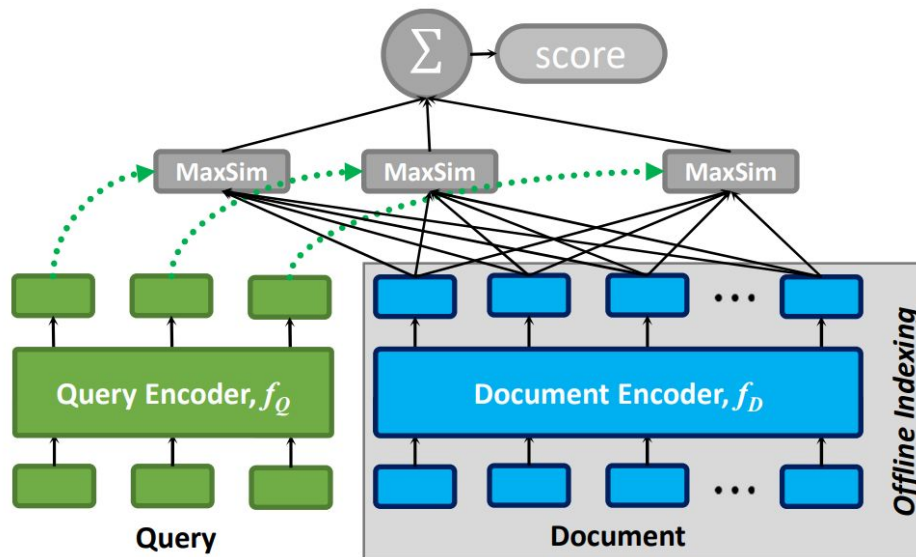 Σ
score
MaxSim MaxSim MaxSim
Query Encoder, f_Q
Document Encoder, f_D
Offline Indexing
Query
Document